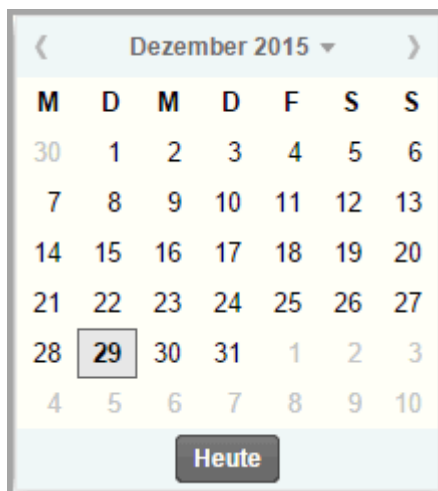 Dezember 2015
M D M D F S S
30 1 2 3 4 5 6
7 8 9 10 11 12 13
14 15 16 17 18 19 20
21 22 23 24 25 26 27
28 29 30 31 1 2 3
4 5 6 7 8 9 10
Heute